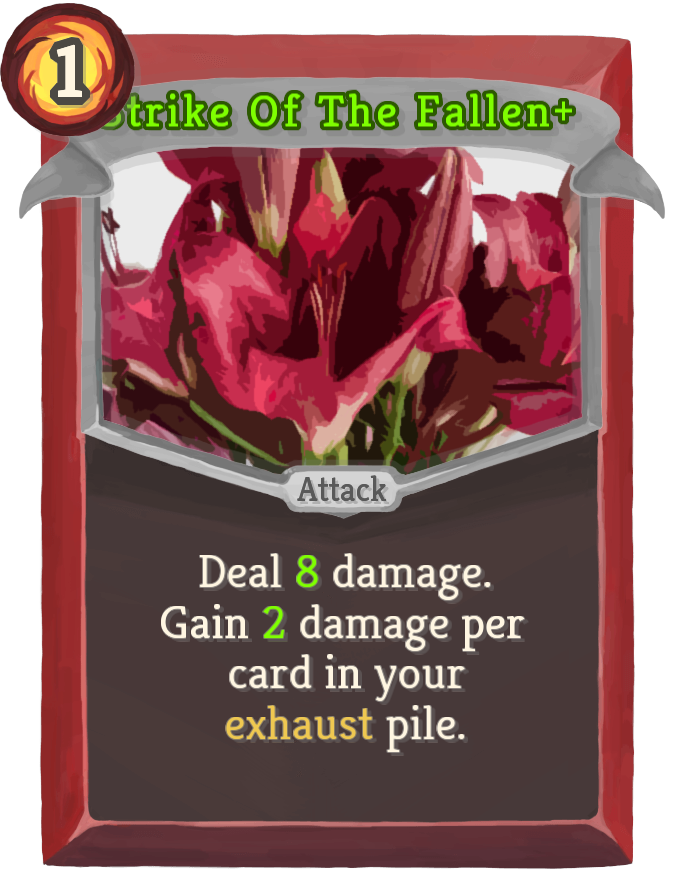 1
Strike Of The Fallen+
Attack
Deal 8 damage.
Gain 2 damage per
card in your
exhaust pile.